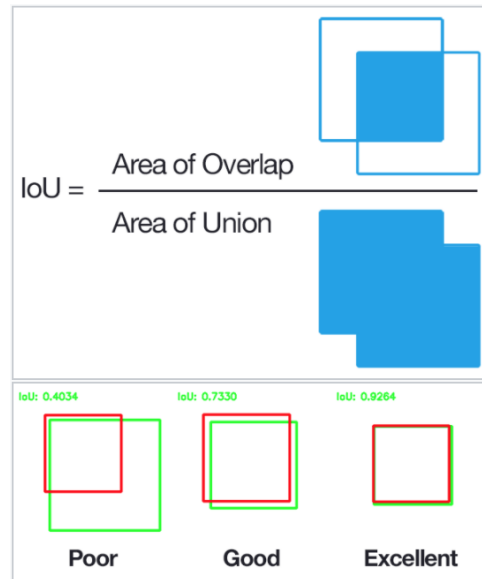 Area of Overlap
IoU =
Area of Union
IoU: 0.4034
IoU: 0.7330
IoU: 0.9264
Poor
Good
Excellent